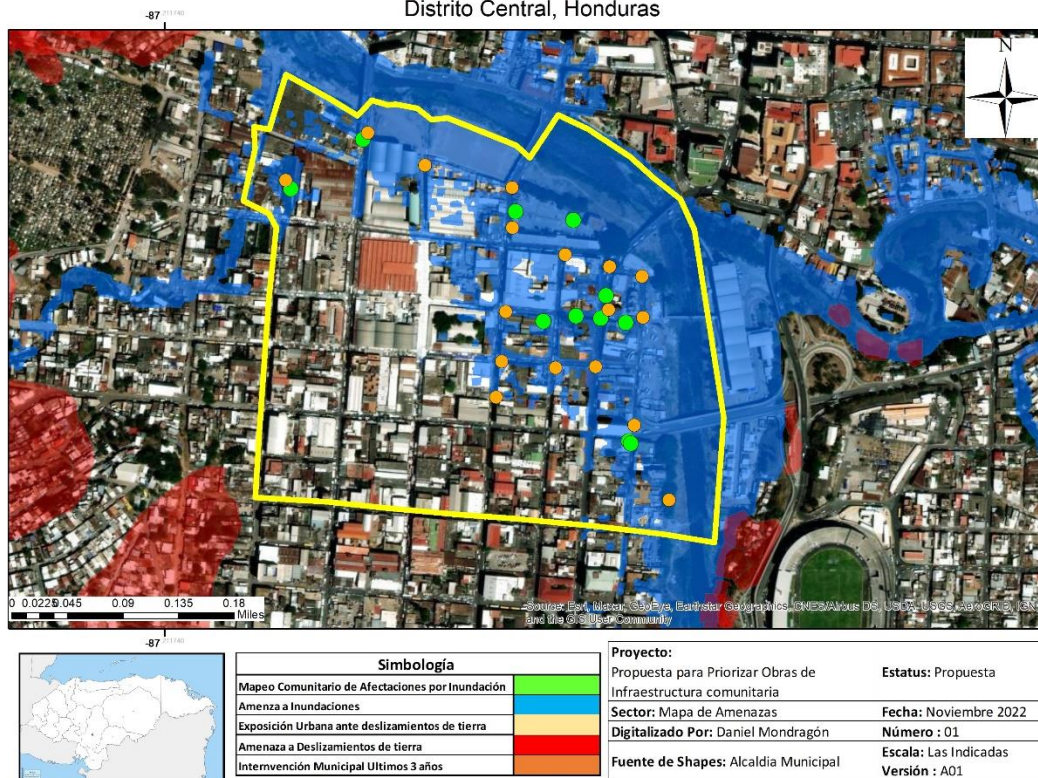 Distrito Central, Honduras
-87
N
0 0.0225 0.045 0.09 0.135 0.18
Miles
Source: Esri, Maxar, GeoEye, Earthstar Geographics, CNES/Airbus DS, USDA, USGS, AeroGRID, IGN,
and the GIS User Community
-87
Simbología
Mapeo Comunitario de Afectaciones por Inundación
Amenza a Inundaciones
Exposición Urbana ante deslizamientos de tierra
Amenaza a Deslizamientos de tierra
Internvención Municipal Ultimos 3 años
Proyecto:
Propuesta para Priorizar Obras de
Infraestructura comunitaria
Estatus: Propuesta
Sector: Mapa de Amenazas
Fecha: Noviembre 2022
Digitalizado Por: Daniel Mondragón
Número : 01
Fuente de Shapes: Alcaldia Municipal
Escala: Las Indicadas
Versión : A01